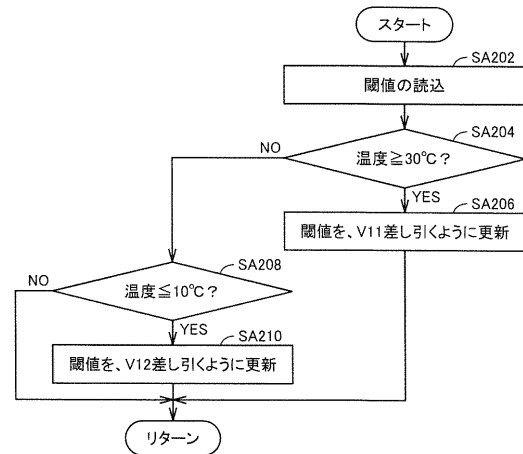 スタート
SA202
閾値の読込
SA204
温度≧30℃？
NO
YES
SA206
閾値を、V11差し引くように更新
SA208
NO
温度≦10℃？
YES
SA210
閾値を、V12差し引くように更新
リターン